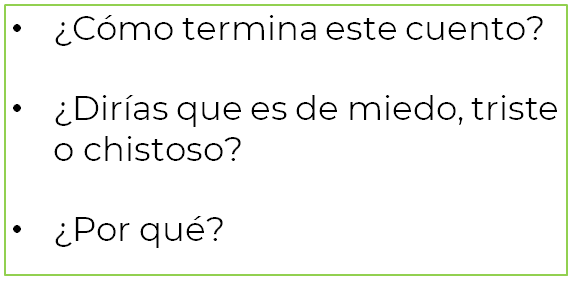 • ¿Cómo termina este cuento?
• ¿Dirías que es de miedo, triste
o chistoso?
• ¿Por qué?